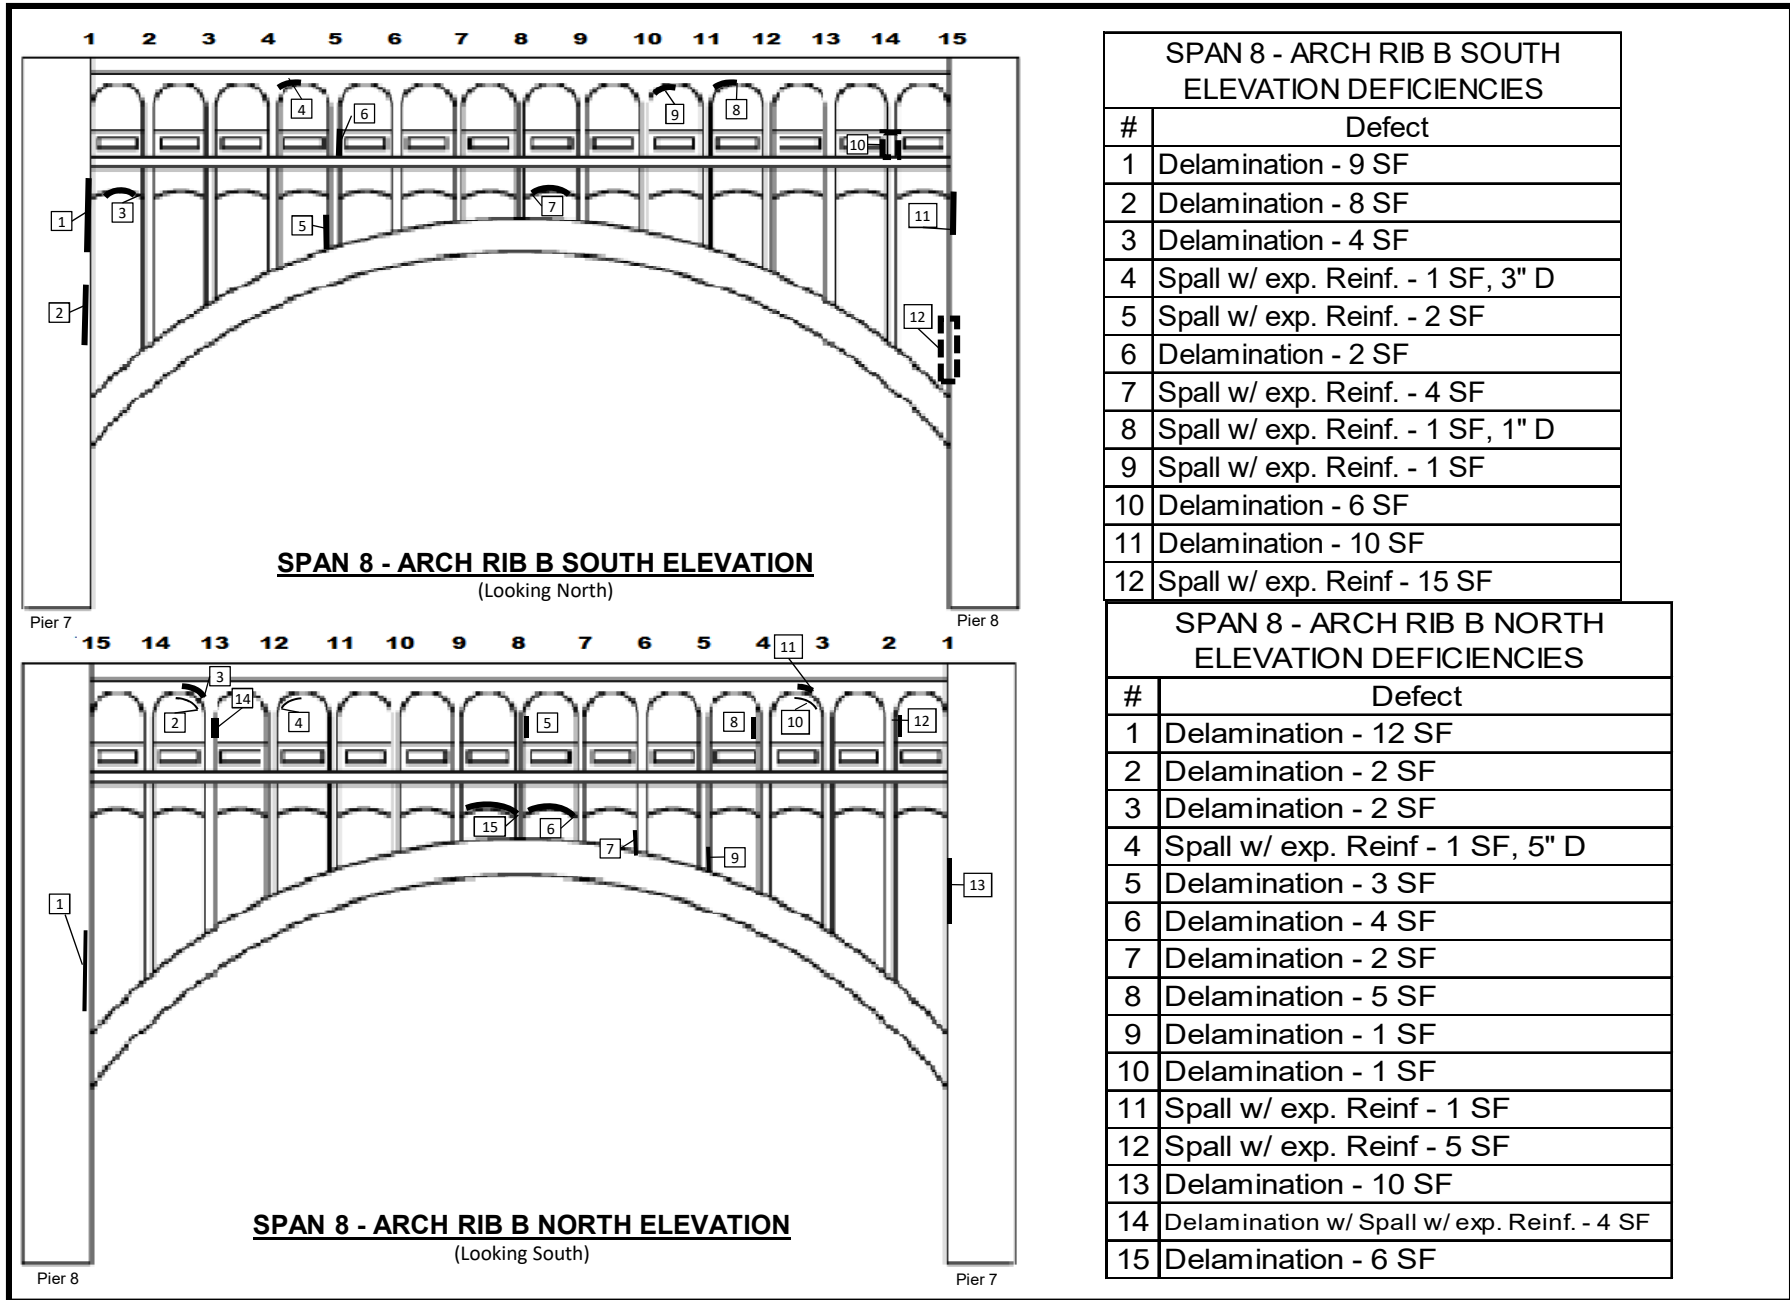 1 2 3 4 5 6 7 8 9 10 11 12 13 14 15
4
9
8
6
10
1
3
7
11
5
2
12
SPAN 8 - ARCH RIB B SOUTH ELEVATION
(Looking North)
Pier 7
Pier 8
SPAN 8 - ARCH RIB B SOUTH
ELEVATION DEFICIENCIES
# Defect
1 Delamination - 9 SF
2 Delamination - 8 SF
3 Delamination - 4 SF
4 Spall w/ exp. Reinf. - 1 SF, 3" D
5 Spall w/ exp. Reinf. - 2 SF
6 Delamination - 2 SF
7 Spall w/ exp. Reinf. - 4 SF
8 Spall w/ exp. Reinf. - 1 SF, 1" D
9 Spall w/ exp. Reinf. - 1 SF
10 Delamination - 6 SF
11 Delamination - 10 SF
12 Spall w/ exp. Reinf - 15 SF
15 14 13 12 11 10 9 8 7 6 5 4 3 2 1
11
3
14
2
4
5
8
10
12
15
6
7
9
1
13
SPAN 8 - ARCH RIB B NORTH ELEVATION
(Looking South)
Pier 8
Pier 7
SPAN 8 - ARCH RIB B NORTH
ELEVATION DEFICIENCIES
# Defect
1 Delamination - 12 SF
2 Delamination - 2 SF
3 Delamination - 2 SF
4 Spall w/ exp. Reinf - 1 SF, 5" D
5 Delamination - 3 SF
6 Delamination - 4 SF
7 Delamination - 2 SF
8 Delamination - 5 SF
9 Delamination - 1 SF
10 Delamination - 1 SF
11 Spall w/ exp. Reinf - 1 SF
12 Spall w/ exp. Reinf - 5 SF
13 Delamination - 10 SF
14 Delamination w/ Spall w/ exp. Reinf. - 4 SF
15 Delamination - 6 SF